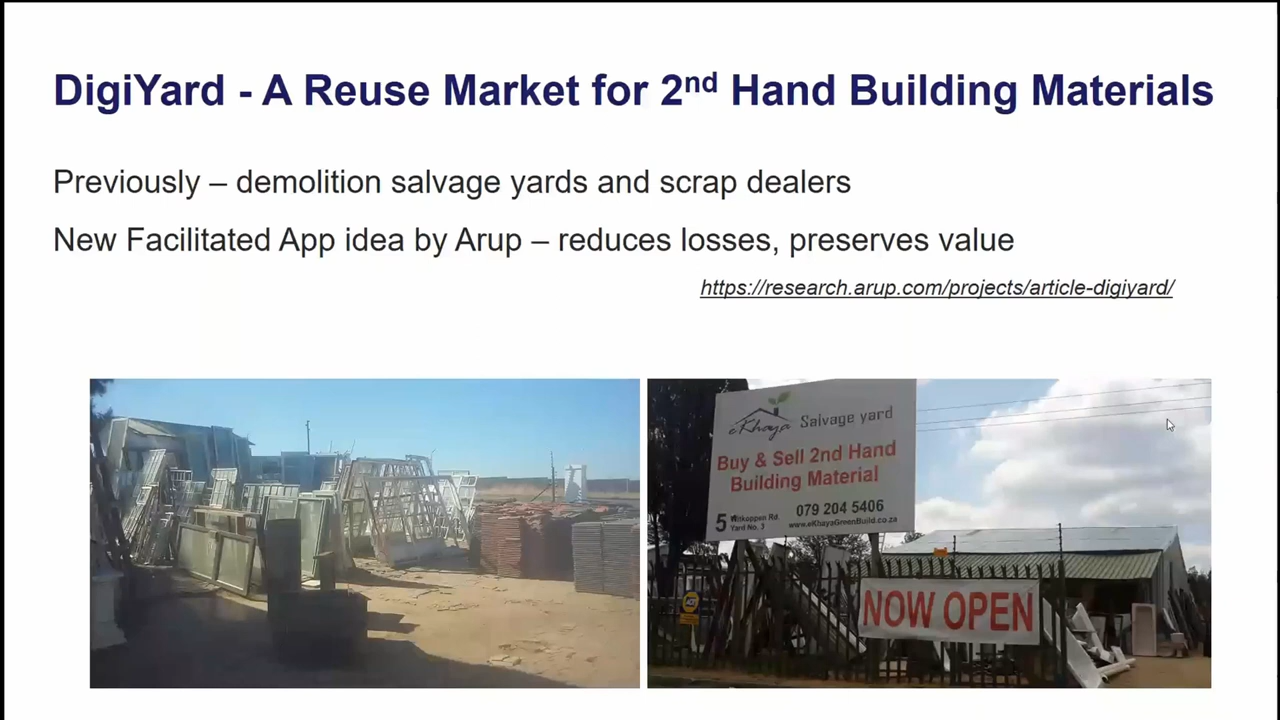 DigiYard - A Reuse Market for 2nd Hand Building Materials
Previously – demolition salvage yards and scrap dealers
New Facilitated App idea by Arup – reduces losses, preserves value
https://research.arup.com/projects/article-digiyard/
eKhaya Salvage yard
Buy & Sell 2nd Hand
Building Material
079 204 5406
5 Witkoppen Rd.
Yard No. 3
www.eKhayaGreenBuild.co.za
NOW OPEN
ADT